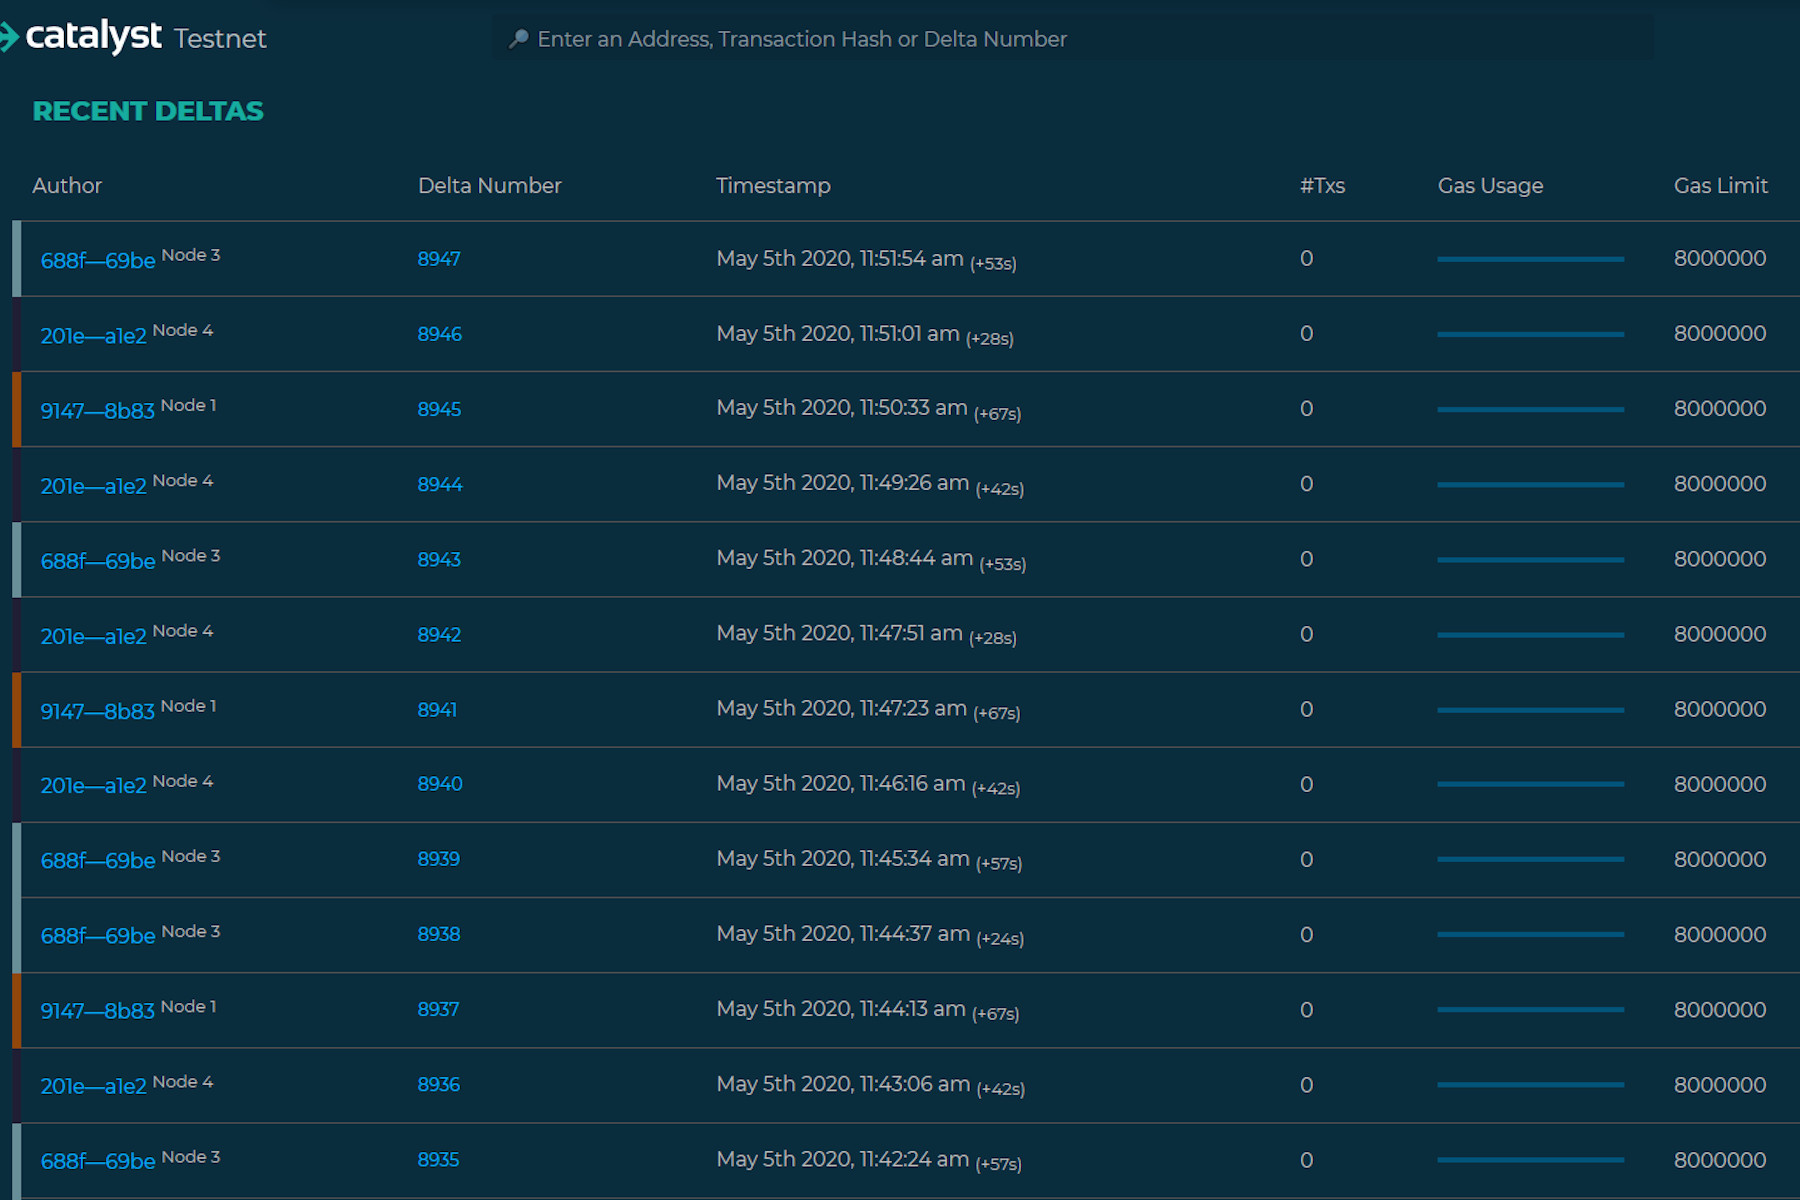 catalyst Testnet
Enter an Address, Transaction Hash or Delta Number
RECENT DELTAS
Author Delta Number Timestamp #Txs Gas Usage Gas Limit
688f—69be Node 3 8947 May 5th 2020, 11:51:54 am (+53s) 0 8000000
201e—a1e2 Node 4 8946 May 5th 2020, 11:51:01 am (+28s) 0 8000000
9147—8b83 Node 1 8945 May 5th 2020, 11:50:33 am (+67s) 0 8000000
201e—a1e2 Node 4 8944 May 5th 2020, 11:49:26 am (+42s) 0 8000000
688f—69be Node 3 8943 May 5th 2020, 11:48:44 am (+53s) 0 8000000
201e—a1e2 Node 4 8942 May 5th 2020, 11:47:51 am (+28s) 0 8000000
9147—8b83 Node 1 8941 May 5th 2020, 11:47:23 am (+67s) 0 8000000
201e—a1e2 Node 4 8940 May 5th 2020, 11:46:16 am (+42s) 0 8000000
688f—69be Node 3 8939 May 5th 2020, 11:45:34 am (+57s) 0 8000000
688f—69be Node 3 8938 May 5th 2020, 11:44:37 am (+24s) 0 8000000
9147—8b83 Node 1 8937 May 5th 2020, 11:44:13 am (+67s) 0 8000000
201e—a1e2 Node 4 8936 May 5th 2020, 11:43:06 am (+42s) 0 8000000
688f—69be Node 3 8935 May 5th 2020, 11:42:24 am (+57s) 0 8000000